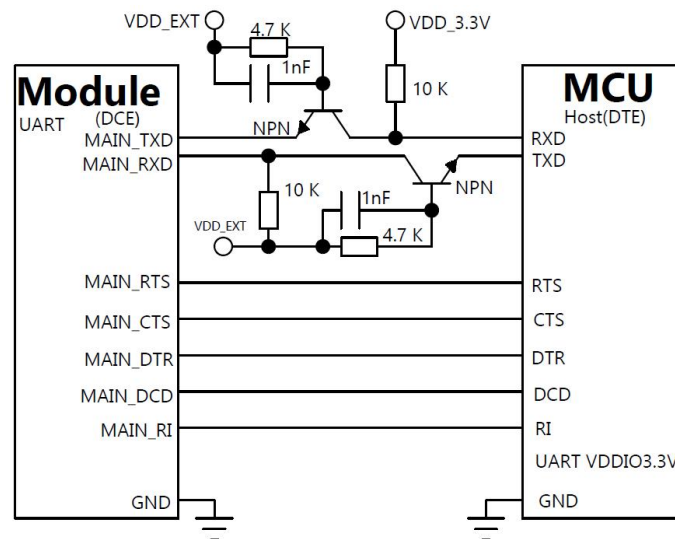 VDD_EXT
4.7 K
VDD_3.3V
1nF
10 K
Module
(DCE)
UART
MCU
Host(DTE)
NPN
MAIN_TXD
RXD
MAIN_RXD
TXD
10 K
1nF
NPN
VDD_EXT
4.7 K
MAIN_RTS
RTS
MAIN_CTS
CTS
MAIN_DTR
DTR
MAIN_DCD
DCD
MAIN_RI
RI
UART VDDIO3.3V
GND
GND